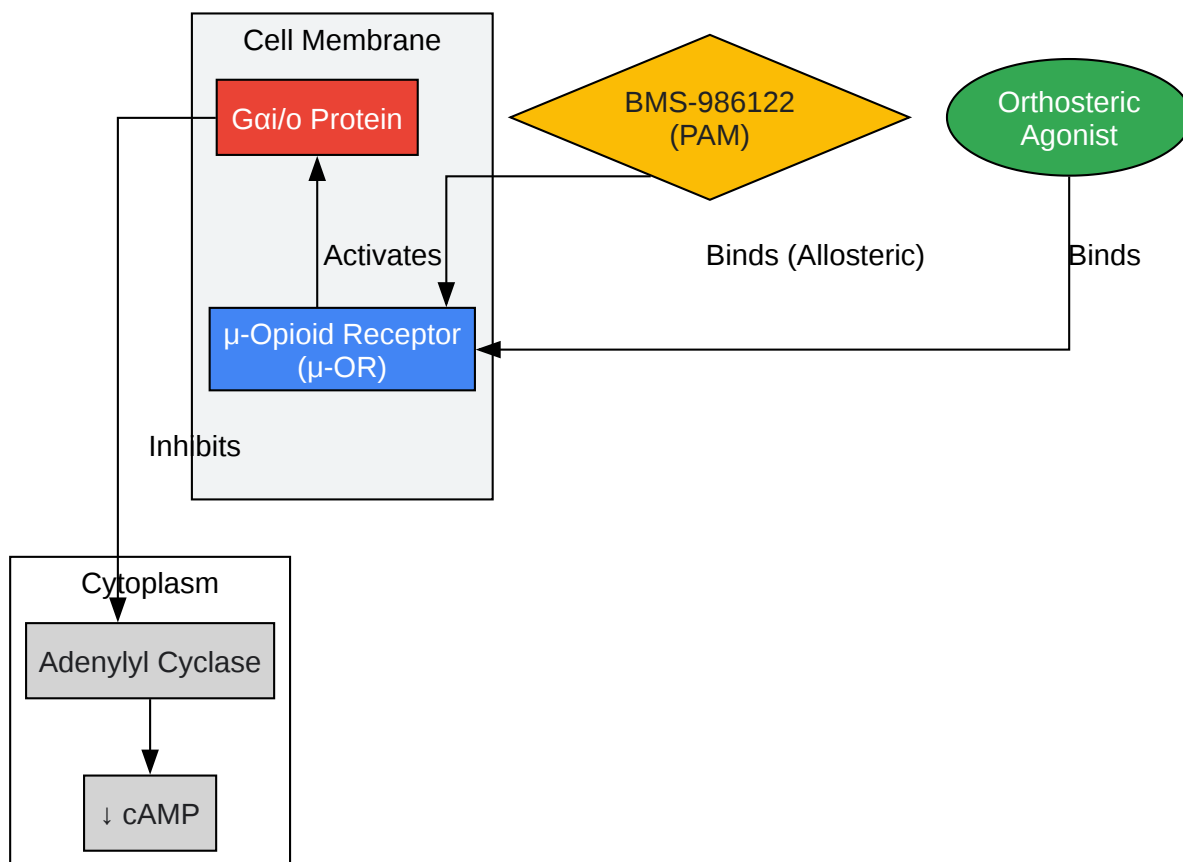 Cell Membrane
Gαi/o Protein
BMS-986122
(PAM)
Orthosteric
Agonist
Activates
Binds (Allosteric)
Binds
μ-Opioid Receptor
(μ-OR)
Inhibits
Cytoplasm
Adenylyl Cyclase
↓ cAMP